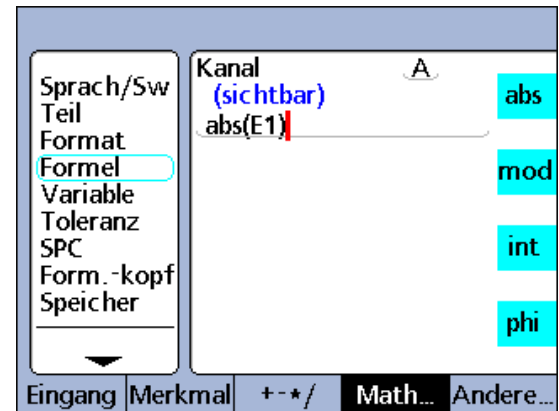 Sprach/Sw
Teil
Format
Formel
Variable
Toleranz
SPC
Form.-kopf
Speicher
Kanal A
(sichtbar)
abs(E1)
abs
mod
int
phi
Eingang Merkmal +-*/ Math... Andere...